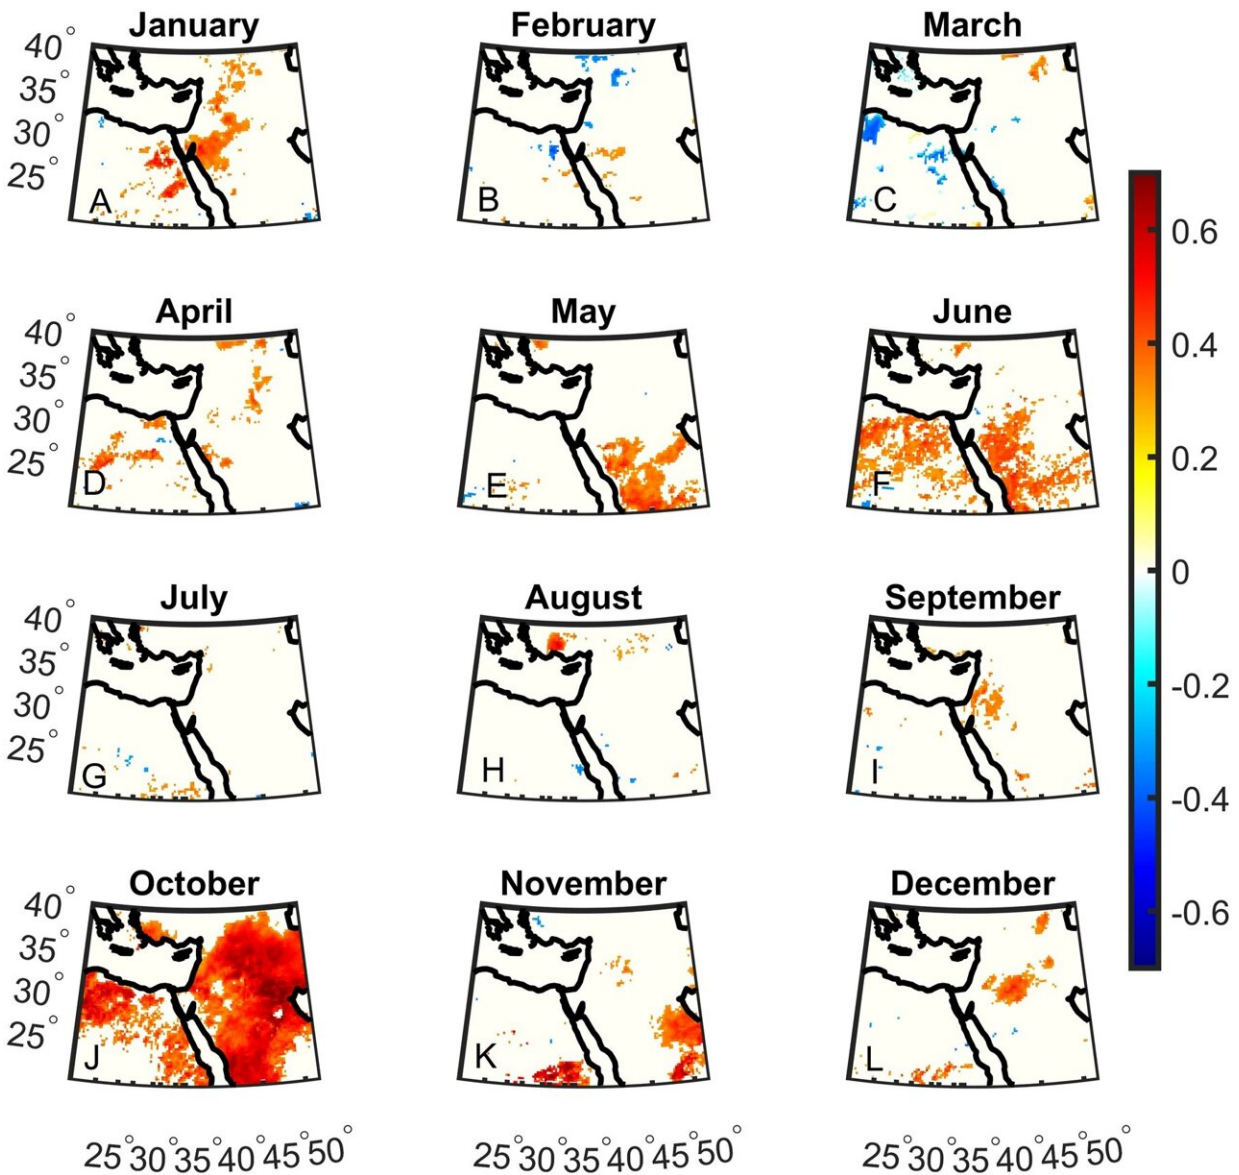 January February March
40° 35° 30° 25°
A B C
April May June
40° 35° 30° 25°
D E F
July August September
40° 35° 30° 25°
G H I
October November December
40° 35° 30° 25°
J K L
25° 30° 35° 40° 45° 50° 25° 30° 35° 40° 45° 50° 25° 30° 35° 40° 45° 50°
0.6
0.4
0.2
0
-0.2
-0.4
-0.6